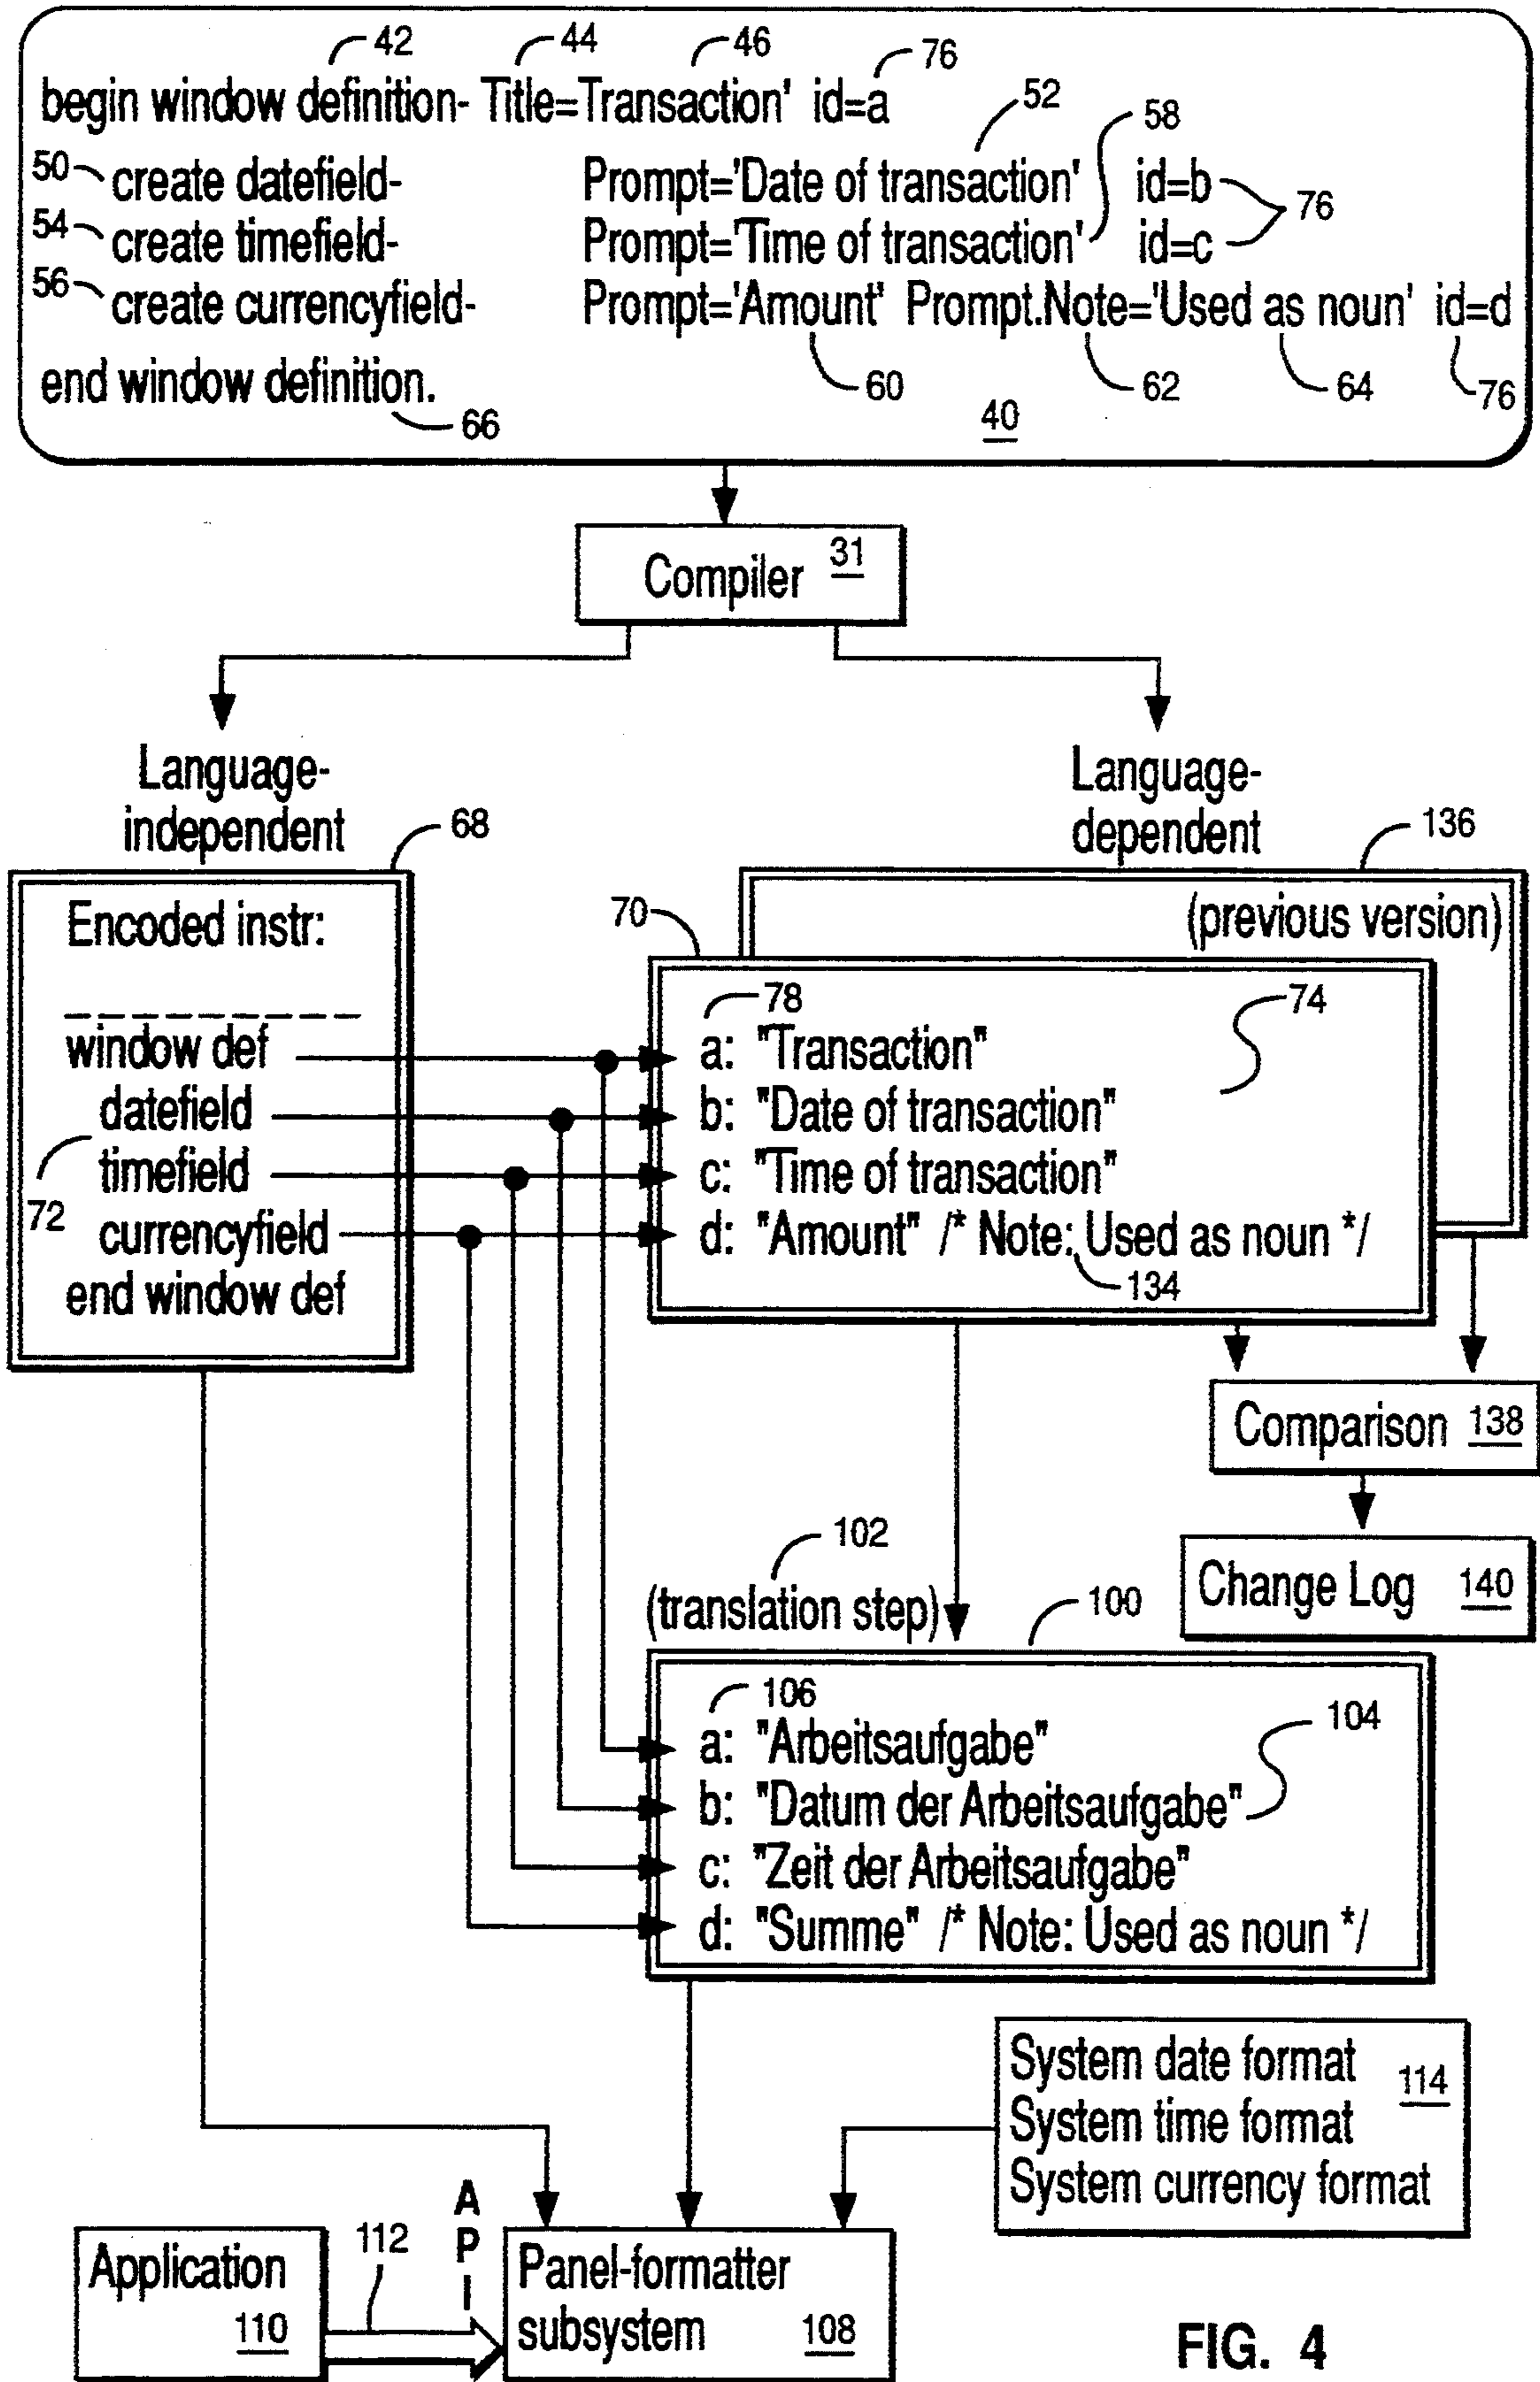 42 44 46 76
begin window definition- Title=Transaction' id=a
52 58
50 create datefield- Prompt='Date of transaction' id=b
76
54 create timefield- Prompt='Time of transaction' id=c
56 create currencyfield- Prompt='Amount' Prompt.Note='Used as noun' id=d
end window definition. 60 62 64 76
66 40
Compiler 31
Language-
independent
68
Language-
dependent
136
Encoded instr:
window def
datefield
72
timefield
currencyfield
end window def
(previous version)
70
78 74
a: "Transaction"
b: "Date of transaction"
c: "Time of transaction"
d: "Amount" /* Note: Used as noun */
134
Comparison 138
Change Log 140
102
(translation step)
100
106 104
a: "Arbeitsaufgabe"
b: "Datum der Arbeitsaufgabe"
c: "Zeit der Arbeitsaufgabe"
d: "Summe" /* Note: Used as noun */
System date format
114
System time format
System currency format
Application
110
112
A
P
I
Panel-formatter
subsystem 108
FIG. 4